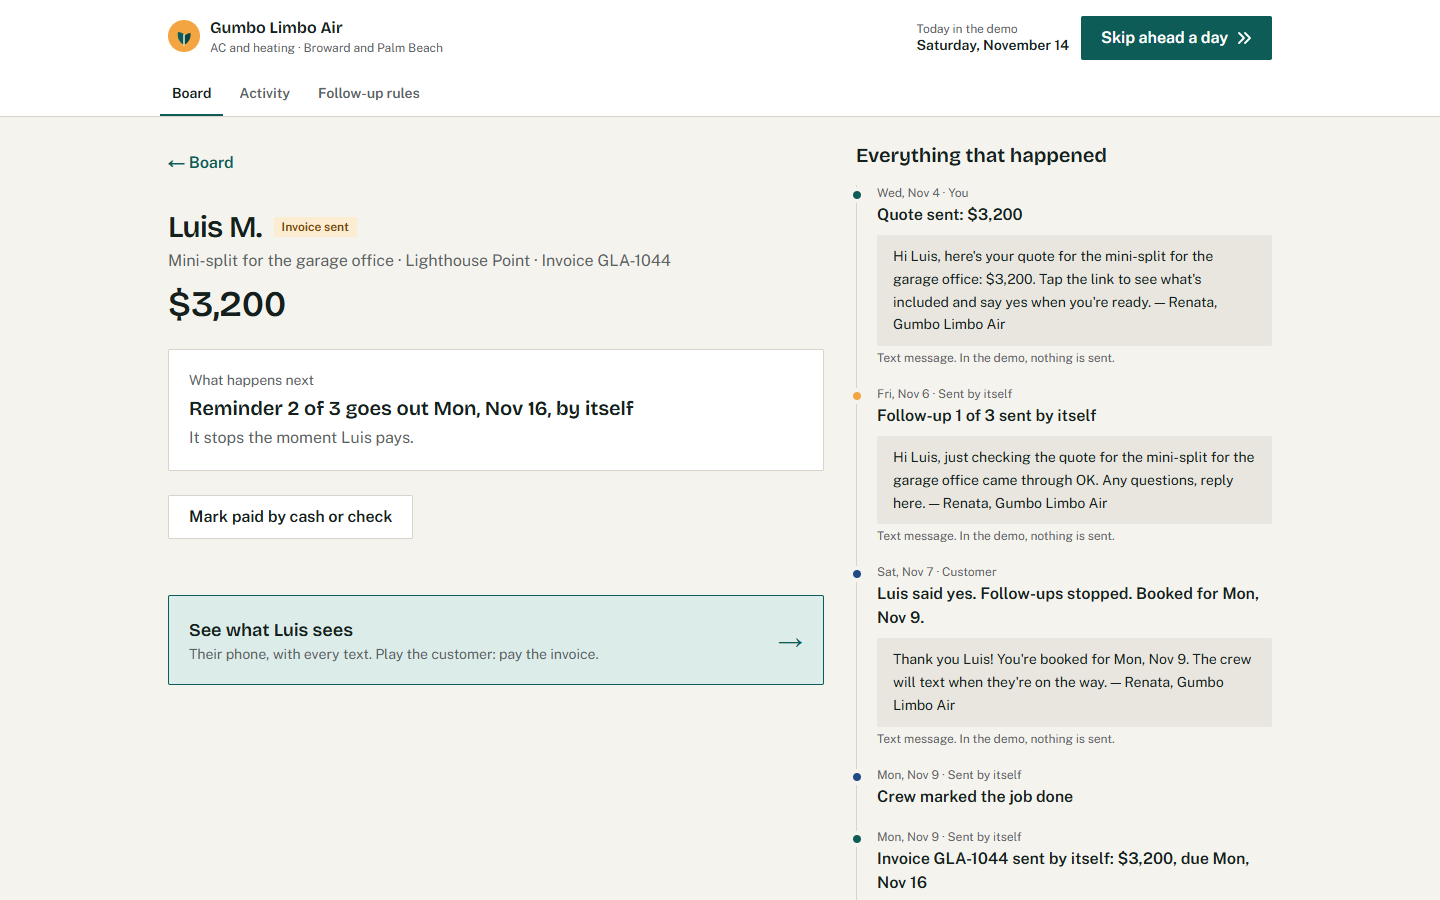 Gumbo Limbo Air
AC and heating · Broward and Palm Beach
Today in the demo
Saturday, November 14
Skip ahead a day
Board
Activity
Follow-up rules
← Board
Luis M.
Invoice sent
Mini-split for the garage office · Lighthouse Point · Invoice GLA-1044
$3,200
What happens next
Reminder 2 of 3 goes out Mon, Nov 16, by itself
It stops the moment Luis pays.
Mark paid by cash or check
See what Luis sees
Their phone, with every text. Play the customer: pay the invoice.
→
Everything that happened
Wed, Nov 4 · You
Quote sent: $3,200
Hi Luis, here's your quote for the mini-split for the
garage office: $3,200. Tap the link to see what's
included and say yes when you're ready. — Renata,
Gumbo Limbo Air
Text message. In the demo, nothing is sent.
Fri, Nov 6 · Sent by itself
Follow-up 1 of 3 sent by itself
Hi Luis, just checking the quote for the mini-split for the
garage office came through OK. Any questions, reply
here. — Renata, Gumbo Limbo Air
Text message. In the demo, nothing is sent.
Sat, Nov 7 · Customer
Luis said yes. Follow-ups stopped. Booked for Mon,
Nov 9.
Thank you Luis! You're booked for Mon, Nov 9. The crew
will text when they're on the way. — Renata, Gumbo
Limbo Air
Text message. In the demo, nothing is sent.
Mon, Nov 9 · Sent by itself
Crew marked the job done
Mon, Nov 9 · Sent by itself
Invoice GLA-1044 sent by itself: $3,200, due Mon,
Nov 16